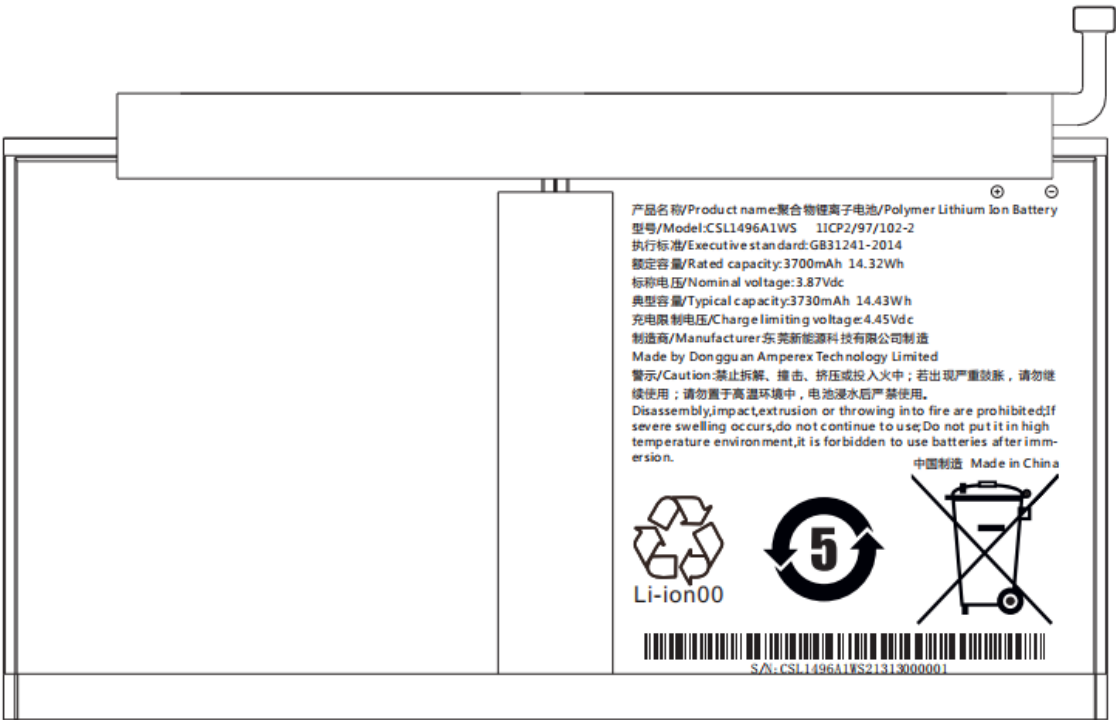 ⊕ ⊖
产品名称/Product name:聚合物锂离子电池/Polymer Lithium Ion Battery
型号/Model:CSL1496A1WS 1ICP2/97/102-2
执行标准/Executive standard:GB31241-2014
额定容量/Rated capacity:3700mAh 14.32Wh
标称电压/Nominal voltage:3.87Vdc
典型容量/Typical capacity:3730mAh 14.43Wh
充电限制电压/Charge limiting voltage:4.45Vdc
制造商/Manufacturer:东莞新能源科技有限公司制造
Made by Dongguan Amperex Technology Limited
警示/Caution:禁止拆解、撞击、挤压或投入火中；若出现严重鼓胀，请勿继
续使用；请勿置于高温环境中，电池浸水后严禁使用。
Disassembly,impact,extrusion or throwing into fire are prohibited;If
severe swelling occurs,do not continue to use;Do not put it in high
temperature environment,it is forbidden to use batteries after imm-
ersion.
中国制造 Made in China
5
Li-ion00
S/N:CSL1496A1WS21313000001